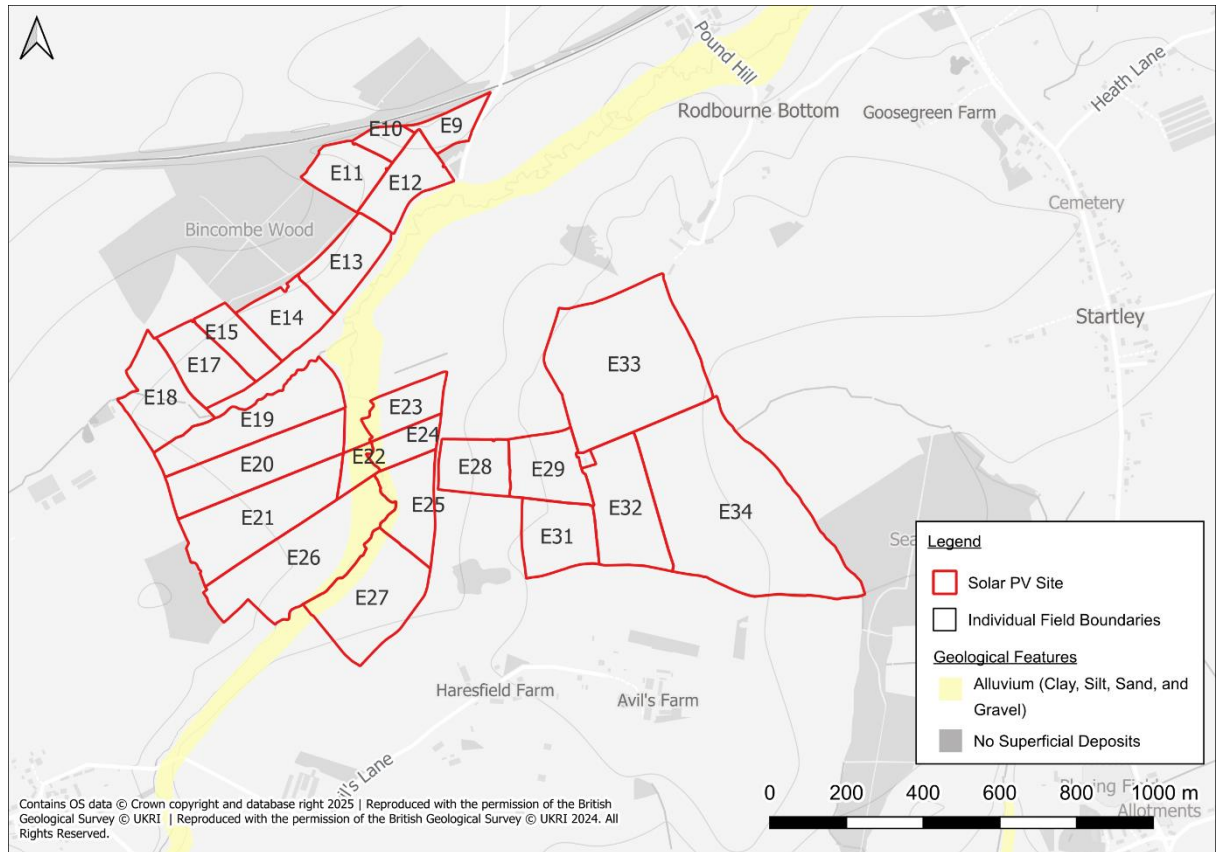 Pound Hill
Rodbourne Bottom
Goosegreen Farm
Heath Lane
E9
E10
E11
E12
Cemetery
Bincombe Wood
E13
E14
Startley
E15
E33
E17
E18
E19
E23
E24
E20
E22
E28
E29
E25
E21
E32
E34
E31
E26
E27
Legend
Solar PV Site
Individual Field Boundaries
Geological Features
Alluvium (Clay, Silt, Sand, and
Gravel)
No Superficial Deposits
Haresfield Farm
Avil's Farm
Lane
Allotments
0 200 400 600 800 1000 m
Contains OS data © Crown copyright and database right 2025 | Reproduced with the permission of the British
Geological Survey © UKRI | Reproduced with the permission of the British Geological Survey © UKRI 2024. All
Rights Reserved.